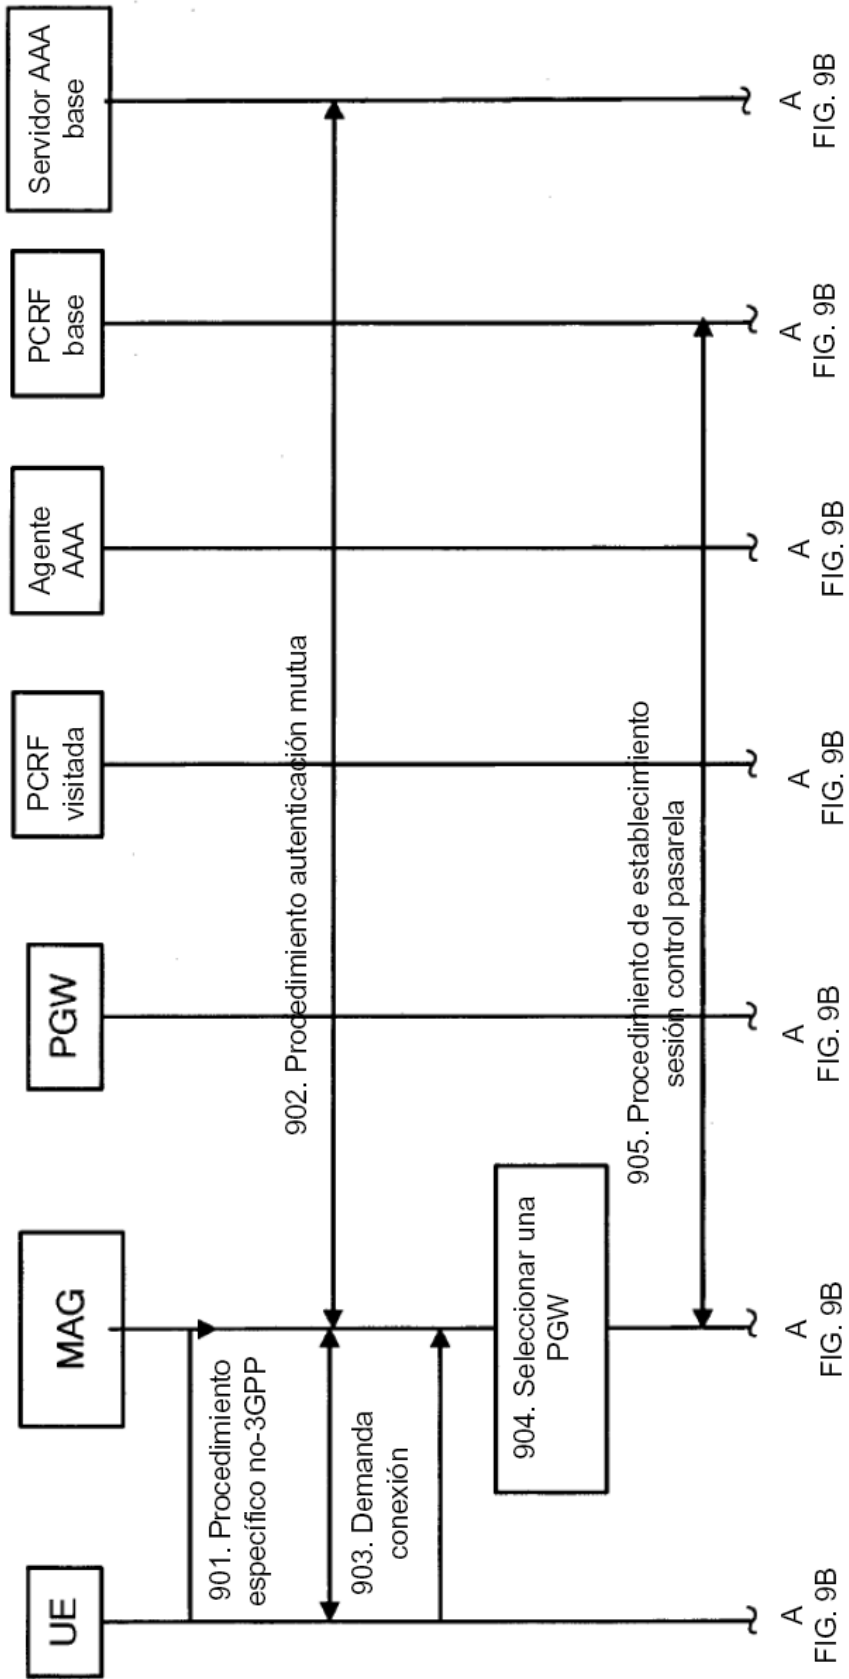 UE
MAG
PGW
PCRF
visitada
Agente
AAA
PCRF
base
Servidor AAA
base
901. Procedimiento
específico no-3GPP
902. Procedimiento autenticación mutua
903. Demanda
conexión
904. Seleccionar una
PGW
905. Procedimiento de establecimiento
sesión control pasarela
A
FIG. 9B
A
FIG. 9B
A
FIG. 9B
A
FIG. 9B
A
FIG. 9B
A
FIG. 9B
A
FIG. 9B